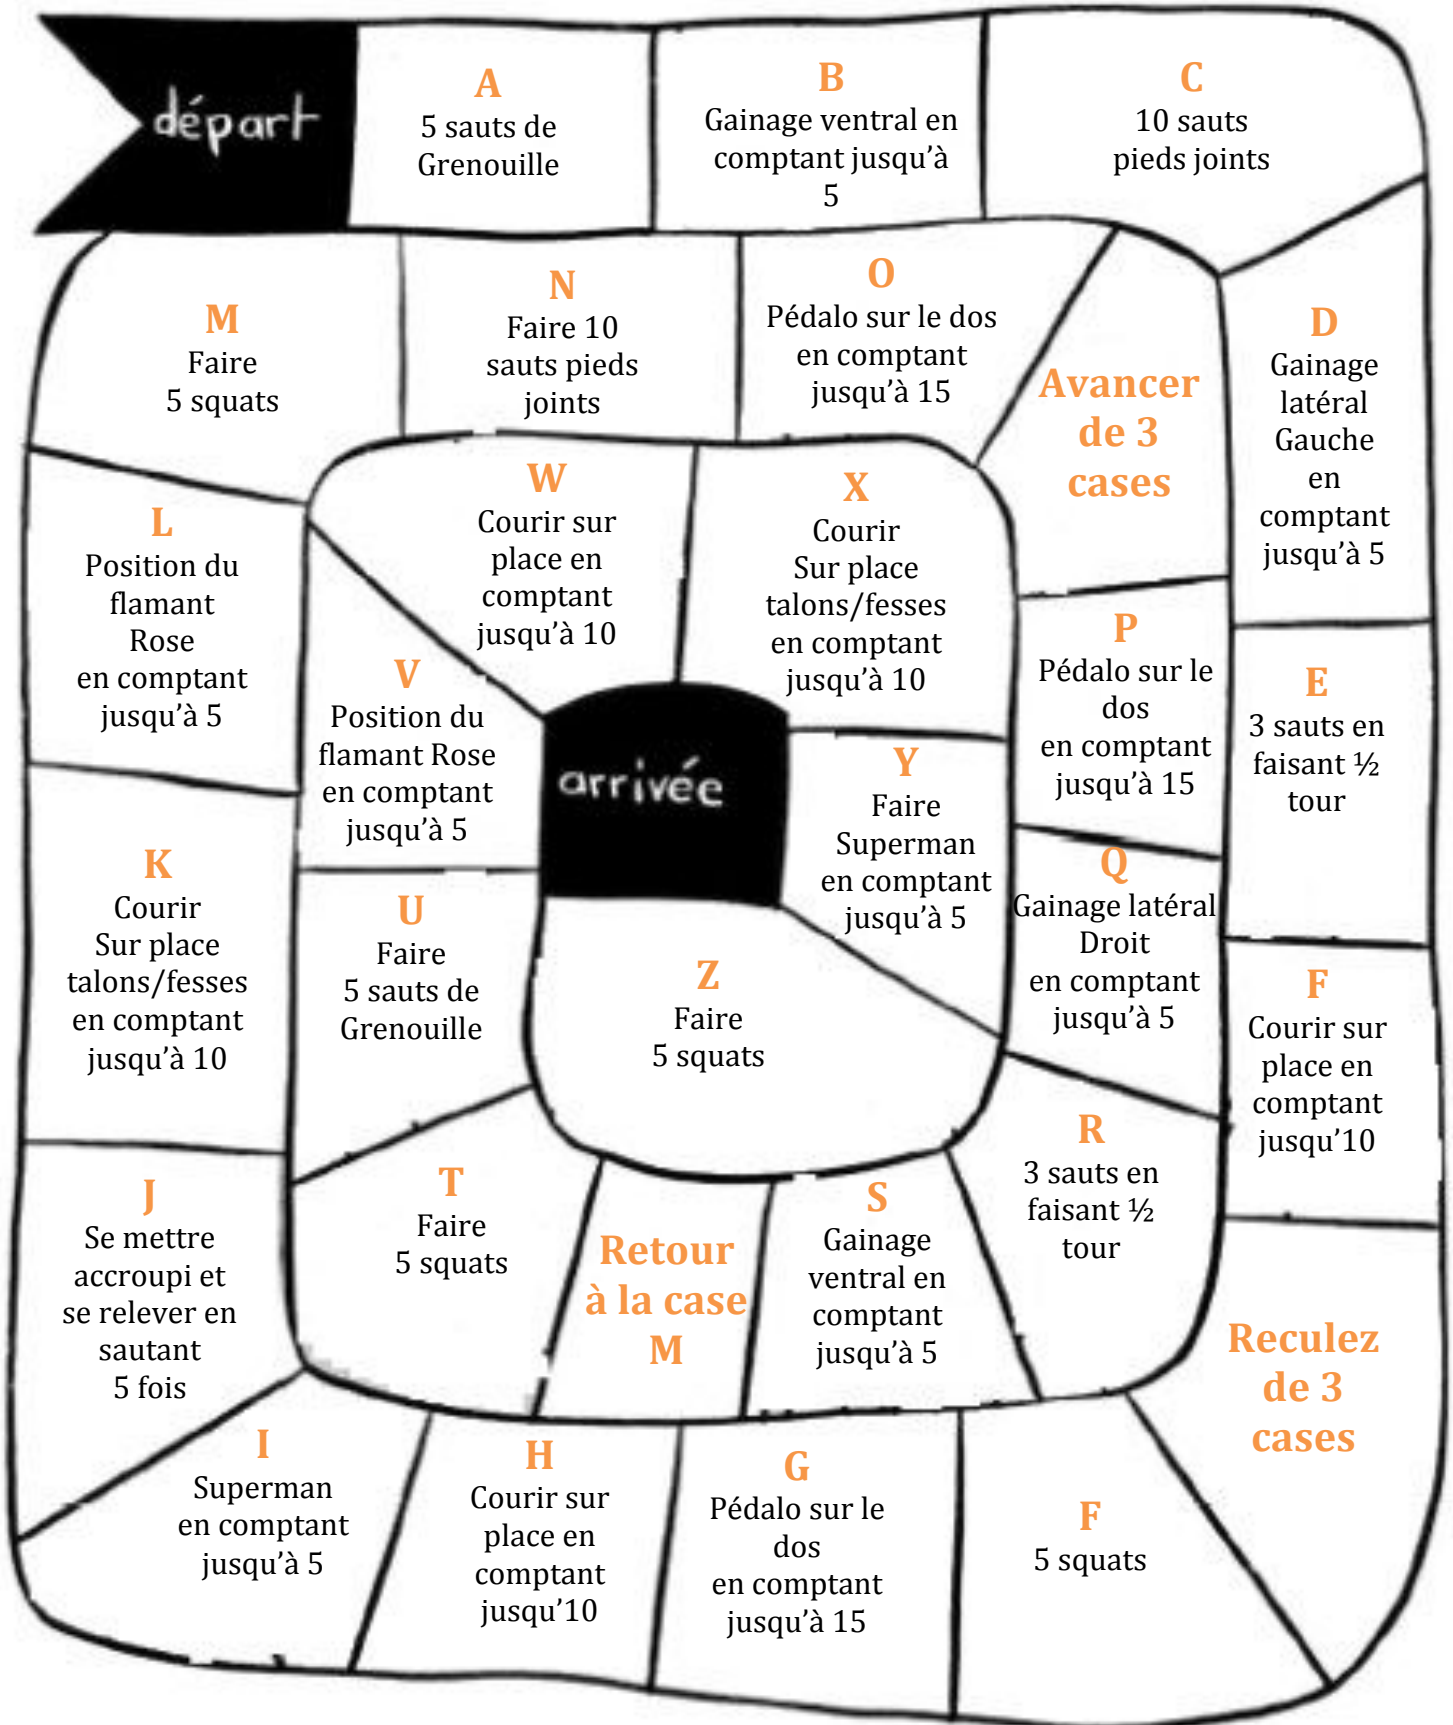 départ
A
5 sauts de
Grenouille
B
Gainage ventral en
comptant jusqu'à
5
C
10 sauts
pieds joints
D
Gainage
latéral
Gauche
en
comptant
jusqu'à 5
E
3 sauts en
faisant ½
tour
F
Courir sur
place en
comptant
jusqu'10
Reculez
de 3
cases
F
5 squats
G
Pédalo sur le
dos
en comptant
jusqu'à 15
H
Courir sur
place en
comptant
jusqu'10
I
Superman
en comptant
jusqu'à 5
J
Se mettre
accroupi et
se relever en
sautant
5 fois
K
Courir
Sur place
talons/fesses
en comptant
jusqu'à 10
L
Position du
flamant
Rose
en comptant
jusqu'à 5
M
Faire
5 squats
N
Faire 10
sauts pieds
joints
O
Pédalo sur le dos
en comptant
jusqu'à 15
Avancer
de 3
cases
P
Pédalo sur le
dos
en comptant
jusqu'à 15
Q
Gainage latéral
Droit
en comptant
jusqu'à 5
R
3 sauts en
faisant ½
tour
S
Gainage
ventral en
comptant
jusqu'à 5
Retour
à la case
M
T
Faire
5 squats
U
Faire
5 sauts de
Grenouille
V
Position du
flamant Rose
en comptant
jusqu'à 5
W
Courir sur
place en
comptant
jusqu'à 10
X
Courir
Sur place
talons/fesses
en comptant
jusqu'à 10
Y
Faire
Superman
en comptant
jusqu'à 5
Z
Faire
5 squats
arrivée